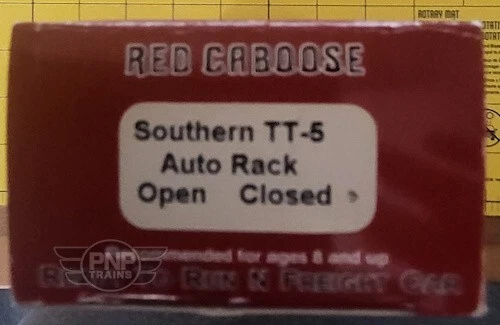 ROTARY MAT
RED CABOOSE
Southern TT-5
Auto Rack
Open Closed
PNP
TRAINS
for ages 8 and up
Run N Freight Car